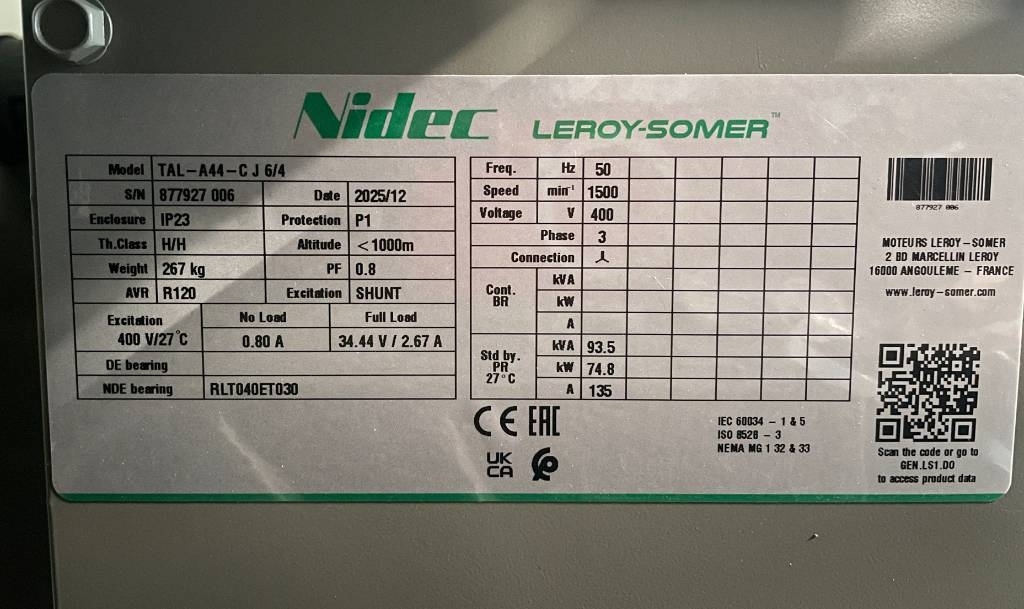 Nidec LEROY-SOMER™
Model TAL-A44-C J 6/4
S/N 877927 006 Date 2025/12
Enclosure IP23 Protection P1
Th.Class H/H Altitude <1000m
Weight 267 kg PF 0.8
AVR R120 Excitation SHUNT
Excitation 400 V/27°C No Load Full Load
0.80 A 34.44 V / 2.67 A
DE bearing
NDE bearing RLT040ET030
Freq. Hz 50
Speed min⁻¹ 1500
Voltage V 400
Phase 3
Connection
Cont. BR kVA
kW
A
Std by. PR 27°C kVA 93.5
kW 74.8
A 135
CE EAC
UK CA
IEC 60034 - 1 & 5
ISO 8528 - 3
NEMA MG 1 32 & 33
877927 006
MOTEURS LEROY-SOMER
2 BD MARCELLIN LEROY
16000 ANGOULEME - FRANCE
www.leroy-somer.com
Scan the code or go to
GEN.LS1.DO
to access product data